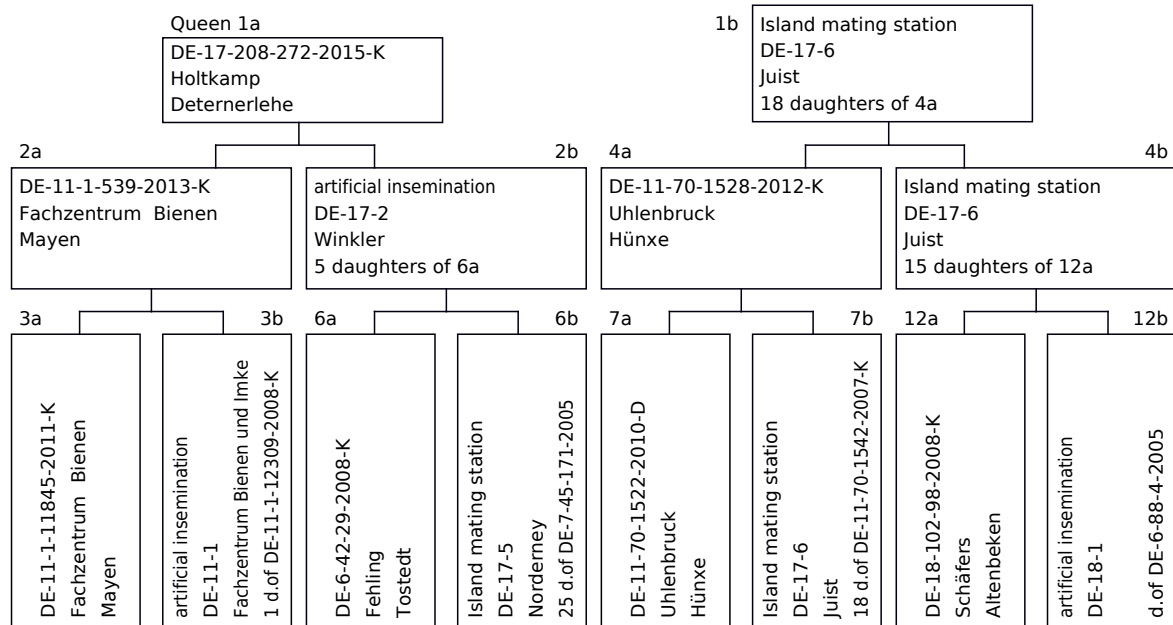 Queen 1a
DE-17-208-272-2015-K
Holtkamp
Deternerlehe
1b
Island mating station
DE-17-6
Juist
18 daughters of 4a
2a
DE-11-1-539-2013-K
Fachzentrum Bienen
Mayen
2b
artificial insemination
DE-17-2
Winkler
5 daughters of 6a
4a
DE-11-70-1528-2012-K
Uhlenbruck
Hünxe
4b
Island mating station
DE-17-6
Juist
15 daughters of 12a
3a
DE-11-1-11845-2011-K
Fachzentrum Bienen
Mayen
3b
artificial insemination
DE-11-1
Fachzentrum Bienen und Imke
1 d.of DE-11-1-12309-2008-K
6a
DE-6-42-29-2008-K
Fehling
Tostedt
6b
Island mating station
DE-17-5
Norderney
25 d.of DE-7-45-171-2005
7a
DE-11-70-1522-2010-D
Uhlenbruck
Hünxe
7b
Island mating station
DE-17-6
Juist
18 d.of DE-11-70-1542-2007-K
12a
DE-18-102-98-2008-K
Schäfers
Altenbeken
12b
artificial insemination
DE-18-1
d.of DE-6-88-4-2005